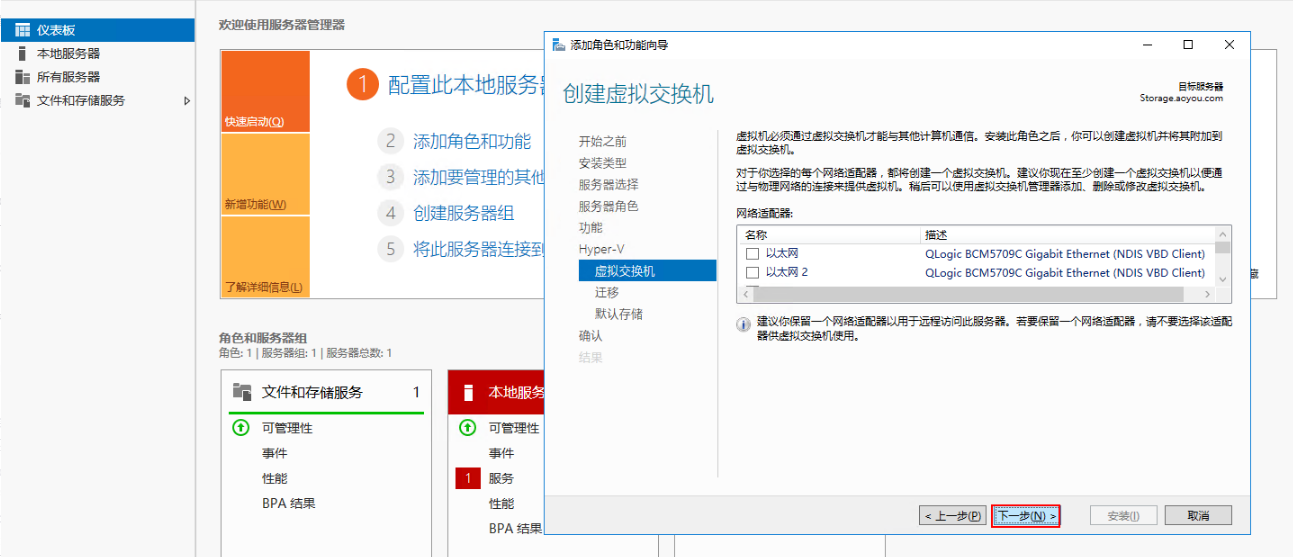 仪表板
本地服务器
所有服务器
文件和存储服务
欢迎使用服务器管理器
快速启动(Q)
新增功能(W)
了解详细信息(L)
1 配置此本地服务器
2 添加角色和功能
3 添加要管理的其他
4 创建服务器组
5 将此服务器连接到
角色和服务器组
角色: 1 | 服务器组: 1 | 服务器总数: 1
文件和存储服务 1
可管理性
事件
性能
BPA 结果
本地服务
可管理性
事件
1 服务
性能
BPA 结果
添加角色和功能向导
创建虚拟交换机
目标服务器
Storage.aoyou.com
开始之前
安装类型
服务器选择
服务器角色
功能
Hyper-V
虚拟交换机
迁移
默认存储
确认
结果
虚拟机必须通过虚拟交换机才能与其他计算机通信。安装此角色之后，你可以创建虚拟机并将其附加到
虚拟交换机。
对于你选择的每个网络适配器，都将创建一个虚拟交换机。建议你现在至少创建一个虚拟交换机以便通
过与物理网络的连接来提供虚拟机。稍后可以使用虚拟交换机管理器添加、删除或修改虚拟交换机。
网络适配器:
名称 描述
以太网 QLogic BCM5709C Gigabit Ethernet (NDIS VBD Client)
以太网 2 QLogic BCM5709C Gigabit Ethernet (NDIS VBD Client)
建议你保留一个网络适配器以用于远程访问此服务器。若要保留一个网络适配器，请不要选择该适配
器供虚拟交换机使用。
< 上一步(P)
下一步(N) >
安装(I)
取消